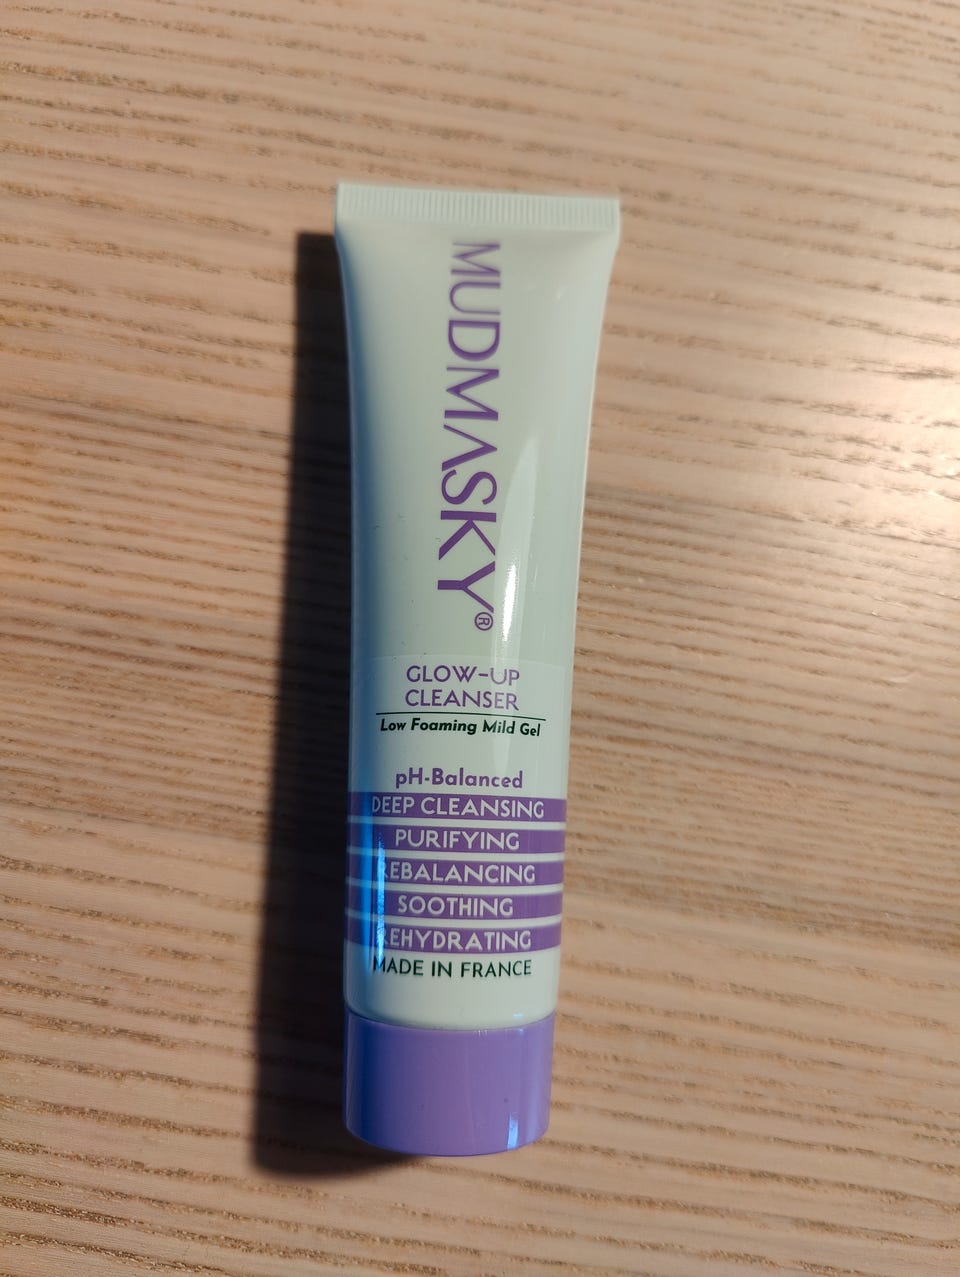 MUDMASKY®
GLOW-UP
CLEANSER
Low Foaming Mild Gel
pH-Balanced
DEEP CLEANSING
PURIFYING
REBALANCING
SOOTHING
REHYDRATING
MADE IN FRANCE